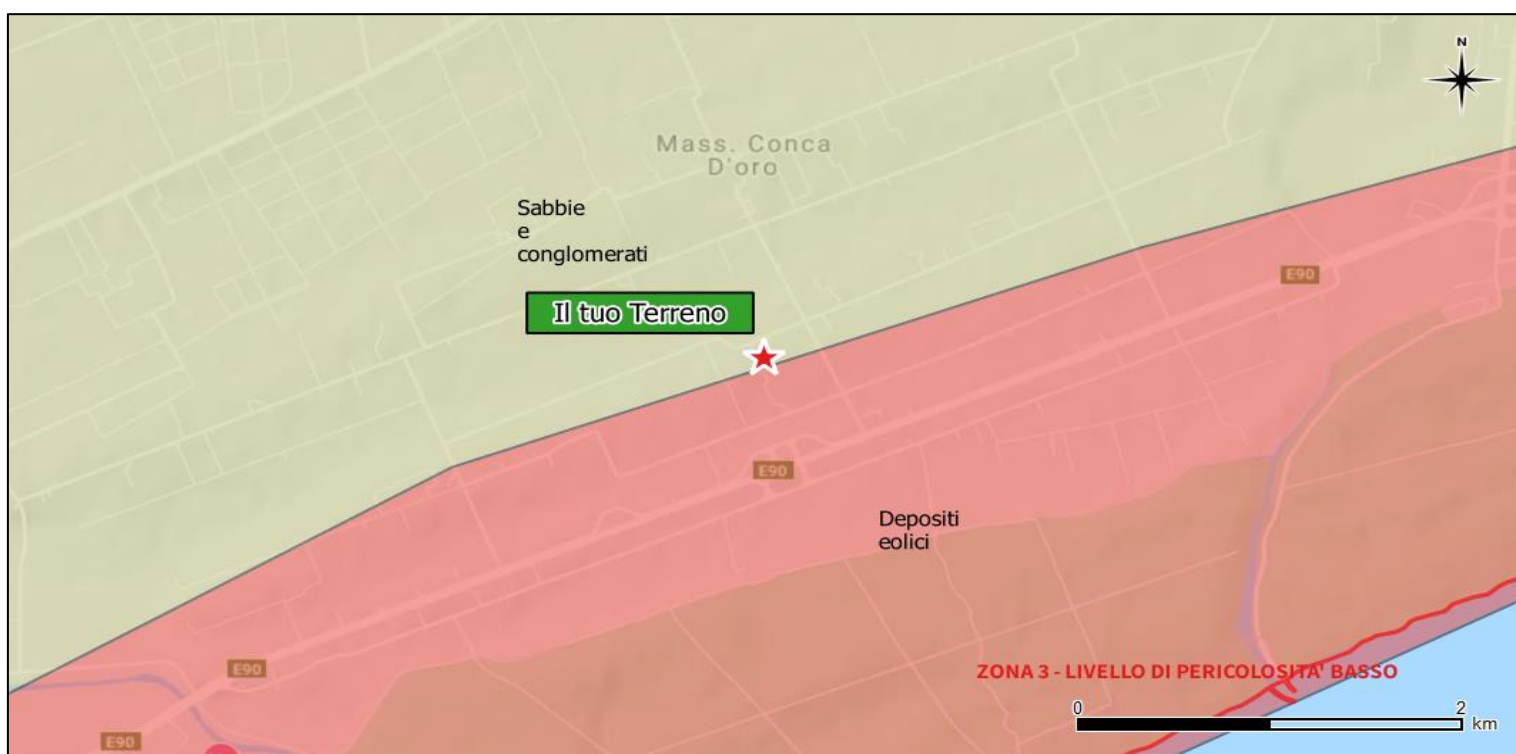 N
Mass. Conca
D'oro
Sabbie
e
conglomerati
E90
Il tuo Terreno
E90
Depositi
eolici
E90
ZONA 3 - LIVELLO DI PERICOLOSITA' BASSO
0
2
km
E90